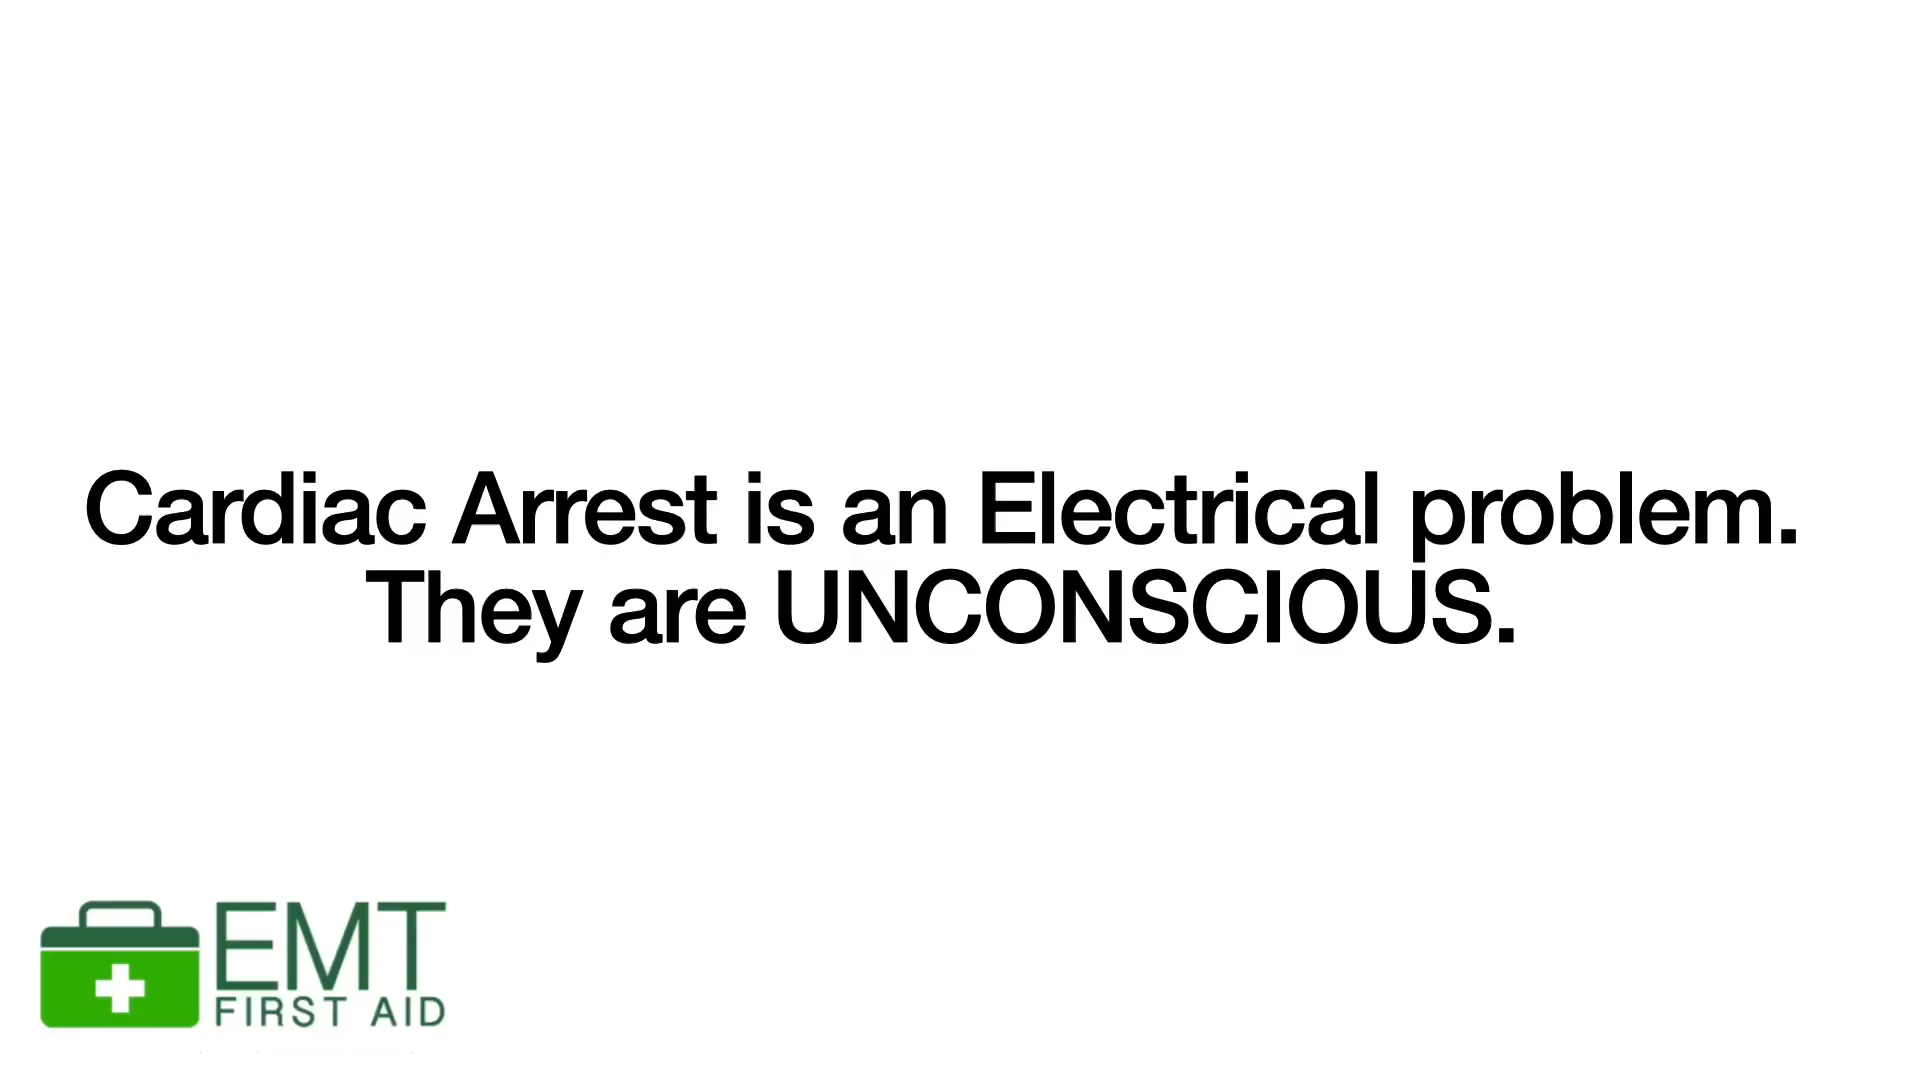 Cardiac Arrest is an Electrical problem.
They are UNCONSCIOUS.
EMT
FIRST AID